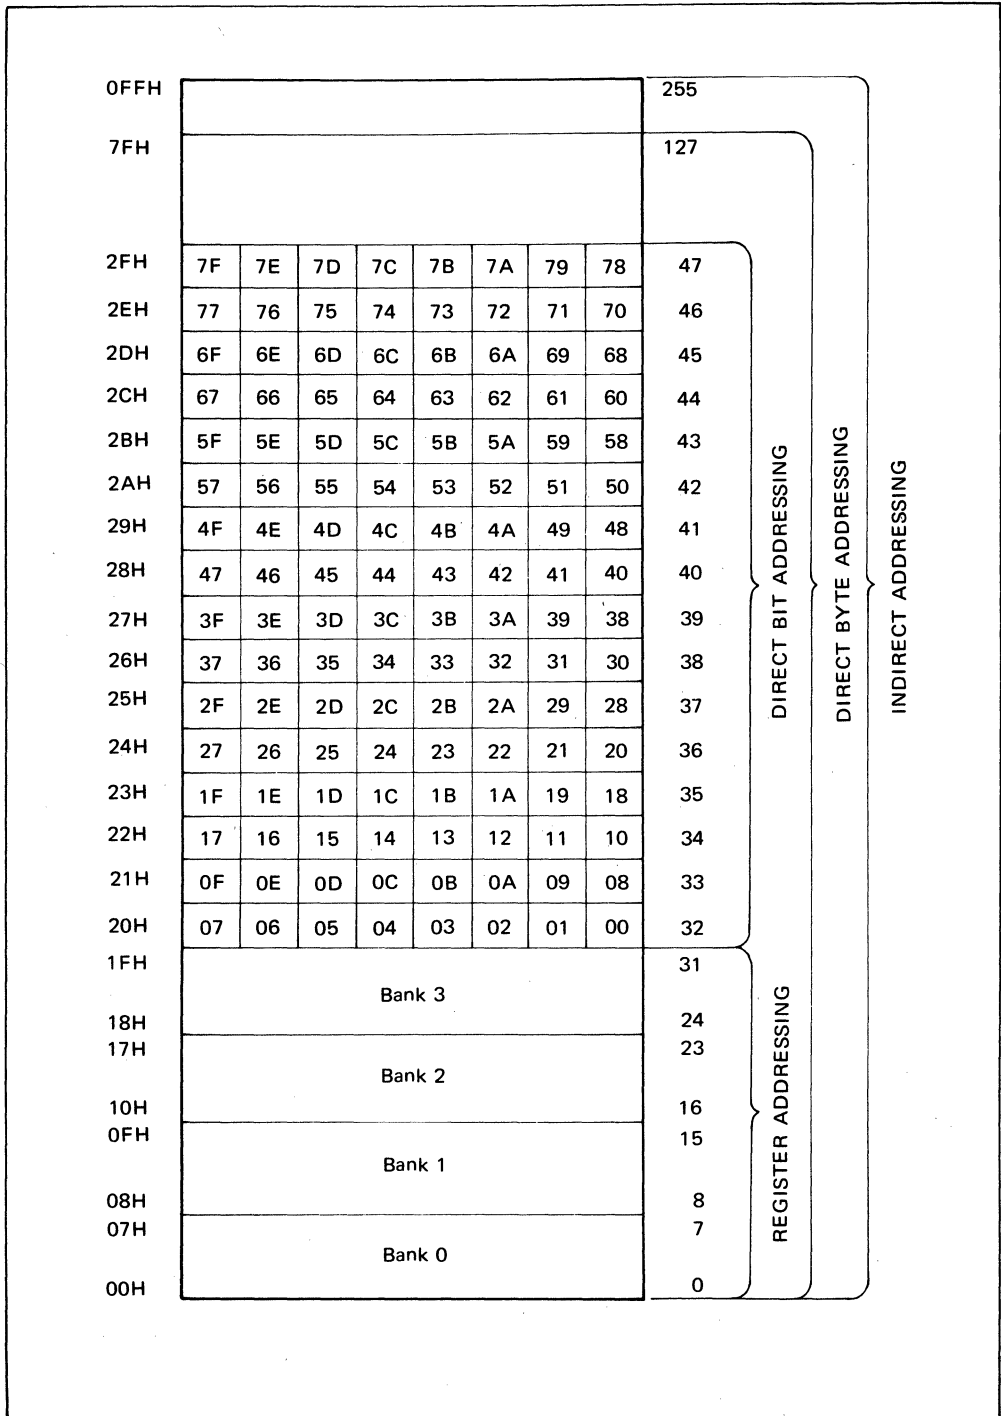 0FFH 255
7FH 127
2FH 7F 7E 7D 7C 7B 7A 79 78 47
2EH 77 76 75 74 73 72 71 70 46
2DH 6F 6E 6D 6C 6B 6A 69 68 45
2CH 67 66 65 64 63 62 61 60 44
2BH 5F 5E 5D 5C 5B 5A 59 58 43
2AH 57 56 55 54 53 52 51 50 42
29H 4F 4E 4D 4C 4B 4A 49 48 41
28H 47 46 45 44 43 42 41 40 40
27H 3F 3E 3D 3C 3B 3A 39 38 39
26H 37 36 35 34 33 32 31 30 38
25H 2F 2E 2D 2C 2B 2A 29 28 37
24H 27 26 25 24 23 22 21 20 36
23H 1F 1E 1D 1C 1B 1A 19 18 35
22H 17 16 15 14 13 12 11 10 34
21H 0F 0E 0D 0C 0B 0A 09 08 33
20H 07 06 05 04 03 02 01 00 32
1FH 31
Bank 3
18H 24
17H 23
Bank 2
10H 16
0FH 15
Bank 1
08H 8
07H 7
Bank 0
00H 0
DIRECT BIT ADDRESSING
REGISTER ADDRESSING
DIRECT BYTE ADDRESSING
INDIRECT ADDRESSING